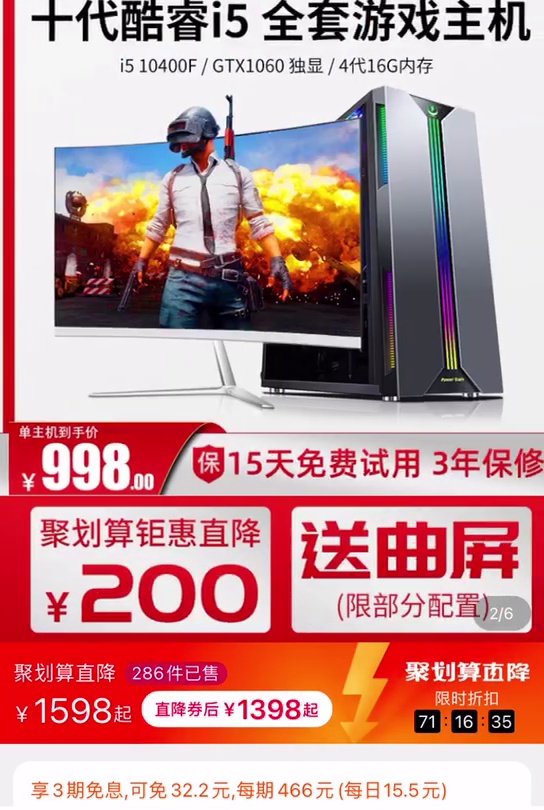 十代酷睿i5 全套游戏主机
i5 10400F / GTX1060 独显 / 4代16G内存
Power Train
单主机到手价
¥998.00
保 15天免费试用 3年保修
聚划算钜惠直降
¥200
送曲屏
(限部分配置)
2/6
聚划算直降 286件已售
¥1598起 直降券后 ¥1398起
聚划算直降
限时折扣
71 : 16 : 35
享3期免息,可免32.2元,每期466元(每日15.5元)